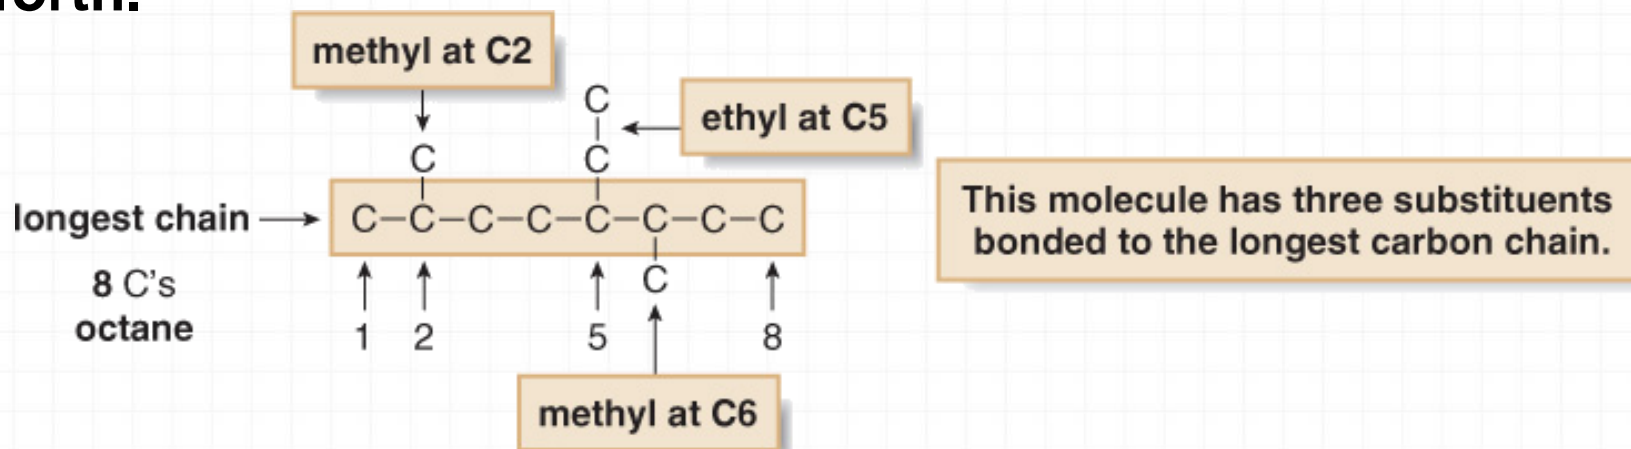 orth.
methyl at C2
C
ethyl at C5
C
C
longest chain
C–C–C–C–C–C–C–C
This molecule has three substituents
bonded to the longest carbon chain.
8 C's
octane
C
1 2 5 8
methyl at C6